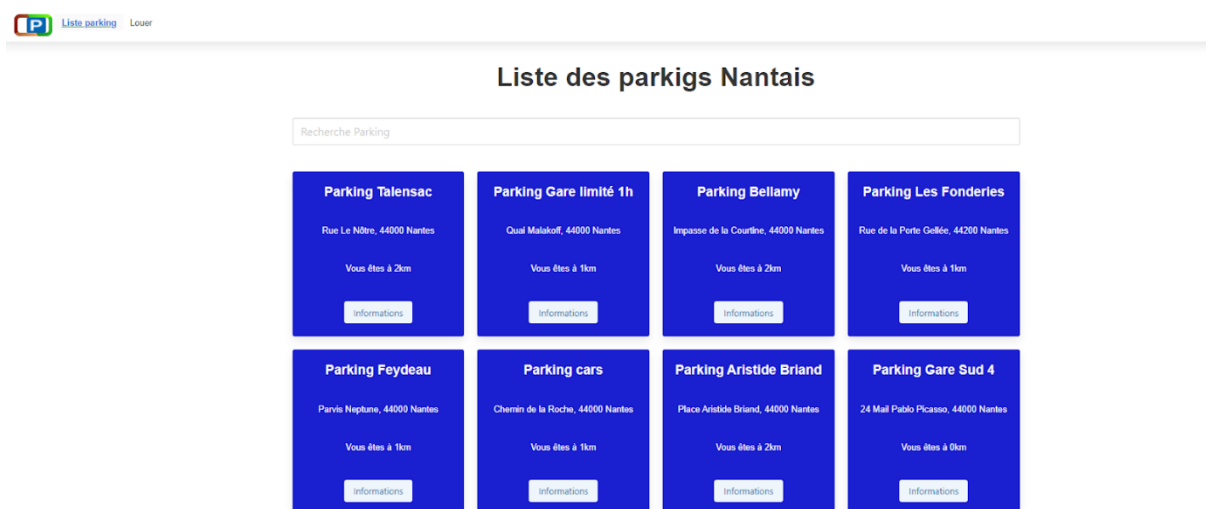 P
Liste parking Louer
Liste des parkigs Nantais
Recherche Parking
Parking Talensac
Rue Le Nôtre, 44000 Nantes
Vous êtes à 2km
Informations
Parking Gare limité 1h
Quai Malakoff, 44000 Nantes
Vous êtes à 1km
Informations
Parking Bellamy
Impasse de la Courtine, 44000 Nantes
Vous êtes à 2km
Informations
Parking Les Fonderies
Rue de la Porte Gellée, 44200 Nantes
Vous êtes à 1km
Informations
Parking Feydeau
Parvis Neptune, 44000 Nantes
Vous êtes à 1km
Informations
Parking cars
Chemin de la Roche, 44000 Nantes
Vous êtes à 1km
Informations
Parking Aristide Briand
Place Aristide Briand, 44000 Nantes
Vous êtes à 2km
Informations
Parking Gare Sud 4
24 Mail Pablo Picasso, 44000 Nantes
Vous êtes à 0km
Informations